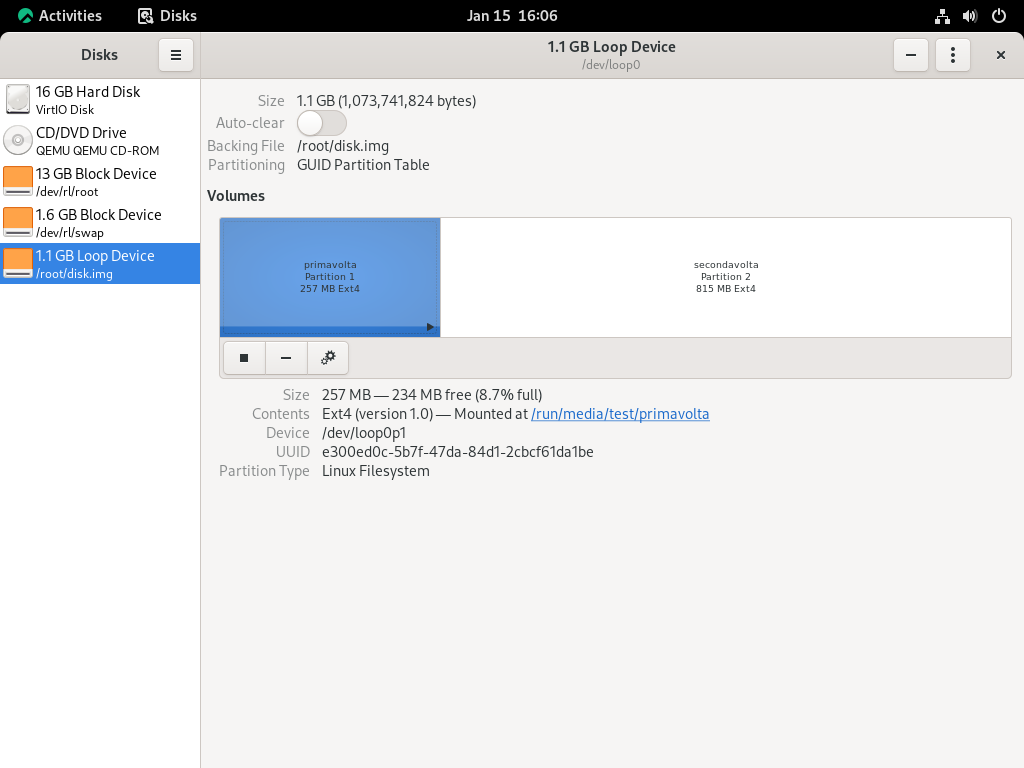 Activities
Disks
Jan 15 16:06
Disks
1.1 GB Loop Device
/dev/loop0
16 GB Hard Disk
VirtIO Disk
CD/DVD Drive
QEMU QEMU CD-ROM
13 GB Block Device
/dev/rl/root
1.6 GB Block Device
/dev/rl/swap
1.1 GB Loop Device
/root/disk.img
Size 1.1 GB (1,073,741,824 bytes)
Auto-clear
Backing File /root/disk.img
Partitioning GUID Partition Table
Volumes
primavolta
Partition 1
257 MB Ext4
secondavolta
Partition 2
815 MB Ext4
Size 257 MB — 234 MB free (8.7% full)
Contents Ext4 (version 1.0) — Mounted at /run/media/test/primavolta
Device /dev/loop0p1
UUID e300ed0c-5b7f-47da-84d1-2cbcf61da1be
Partition Type Linux Filesystem